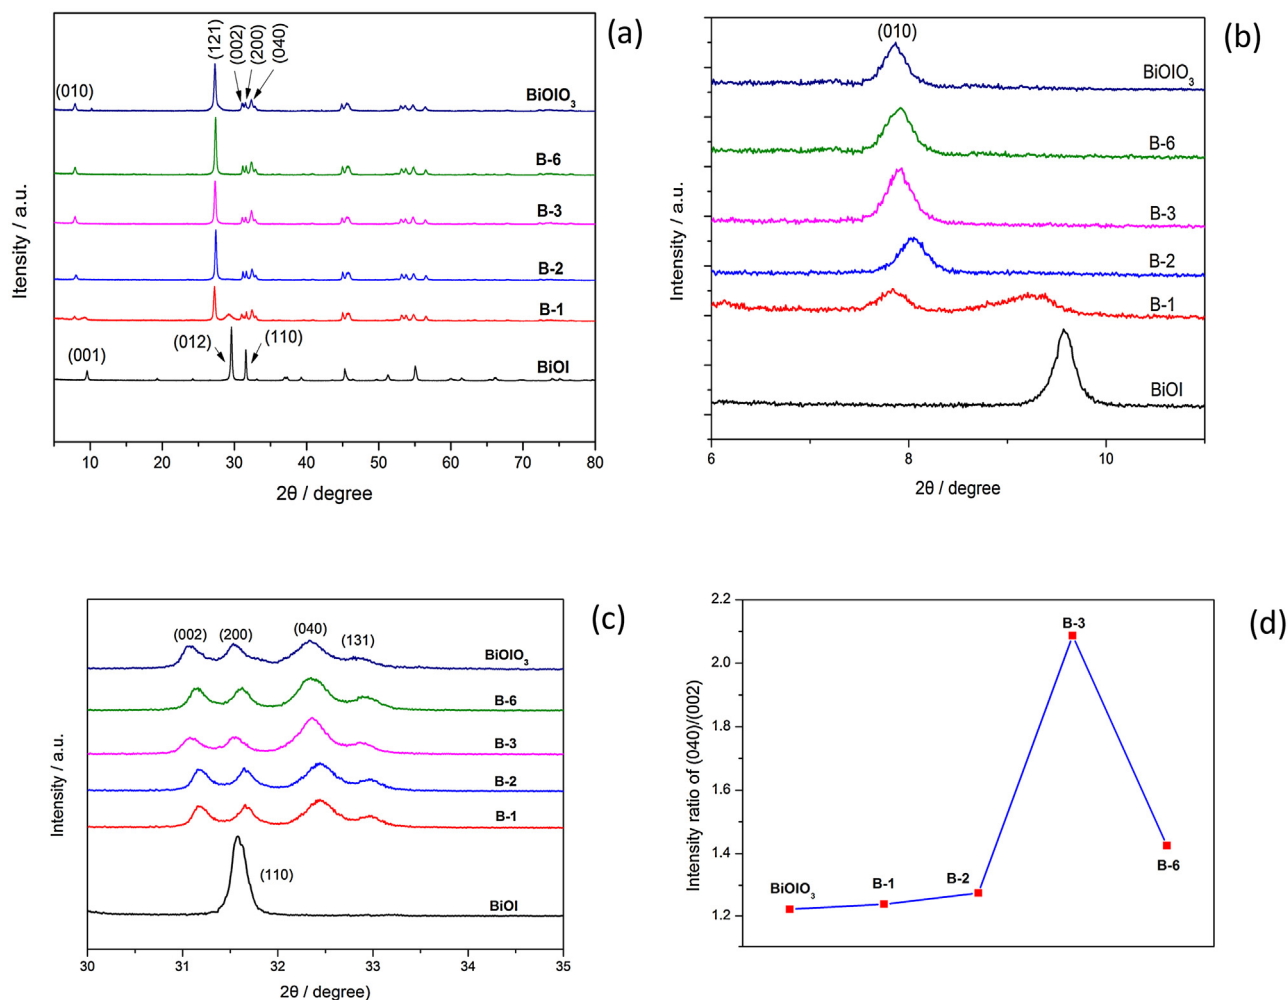 (a)
(121)
(002)
(200)
(040)
(010)
BiOIO3
B-6
B-3
B-2
B-1
(012)
(110)
(001)
BiOI
Itensity / a.u.
10 20 30 40 50 60 70 80
2θ / degree
(b)
(010)
BiOIO3
B-6
B-3
B-2
B-1
BiOI
Intensity / a.u.
6 8 10
2θ / degree
(c)
(002) (200) (040) (131)
BiOIO3
B-6
B-3
B-2
B-1
(110)
BiOI
Intensity / a.u.
30 31 32 33 34 35
2θ / degree)
(d)
2.2
2.0
1.8
1.6
1.4
1.2
Intensity ratio of (040)/(002)
B-3
BiOIO3
B-1
B-2
B-6